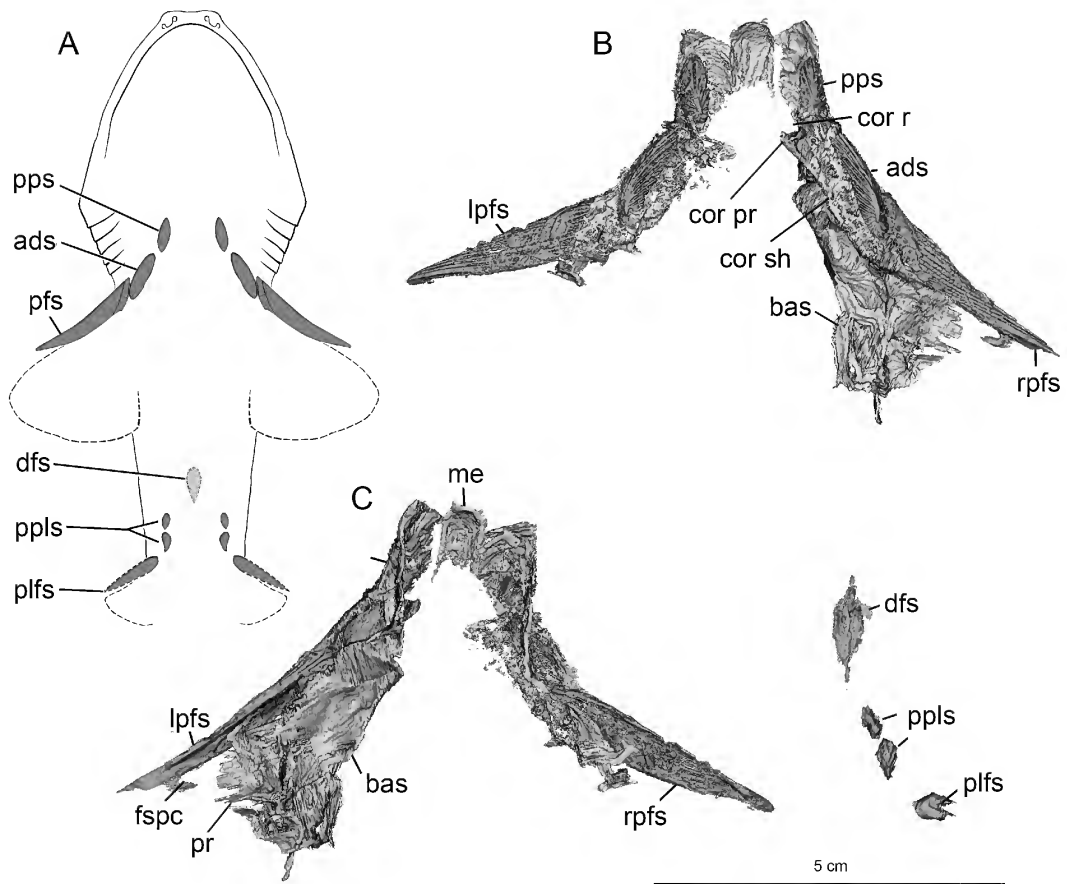 A
pps
ads
pfs
dfs
ppls
plfs
B
pps
cor r
ads
lpfs
cor pr
cor sh
bas
rpfs
C
me
lpfs
fspc
pr
bas
rpfs
dfs
ppls
plfs
5 cm